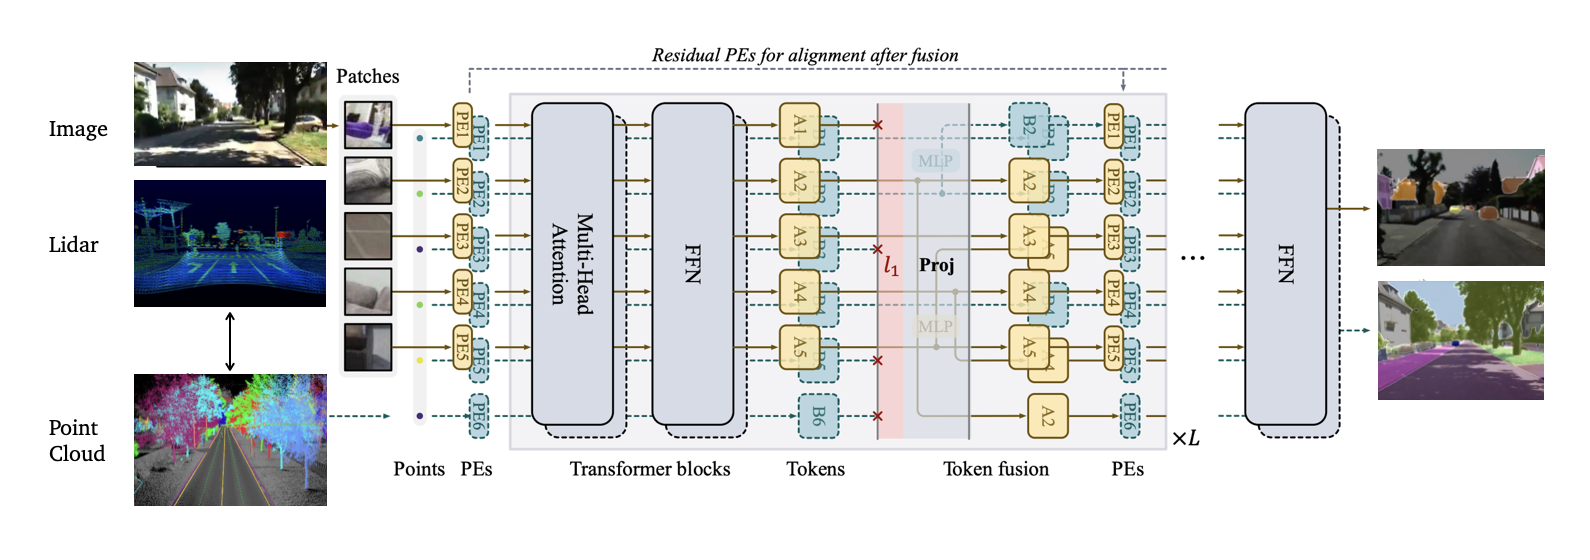 Residual PEs for alignment after fusion
Patches
Image
Lidar
Point
Cloud
PE1
PE1
PE2
PE2
PE3
PE3
PE4
PE4
PE5
PE5
PE6
Multi-Head
Attention
FFN
A1
A2
A3
A4
A5
B6
l1
MLP
Proj
MLP
B2
A2
A3
A4
A5
A2
PE1
PE1
PE2
PE2
PE3
PE3
PE4
PE4
PE5
PE5
PE6
...
×L
FFN
Points
PEs
Transformer blocks
Tokens
Token fusion
PEs